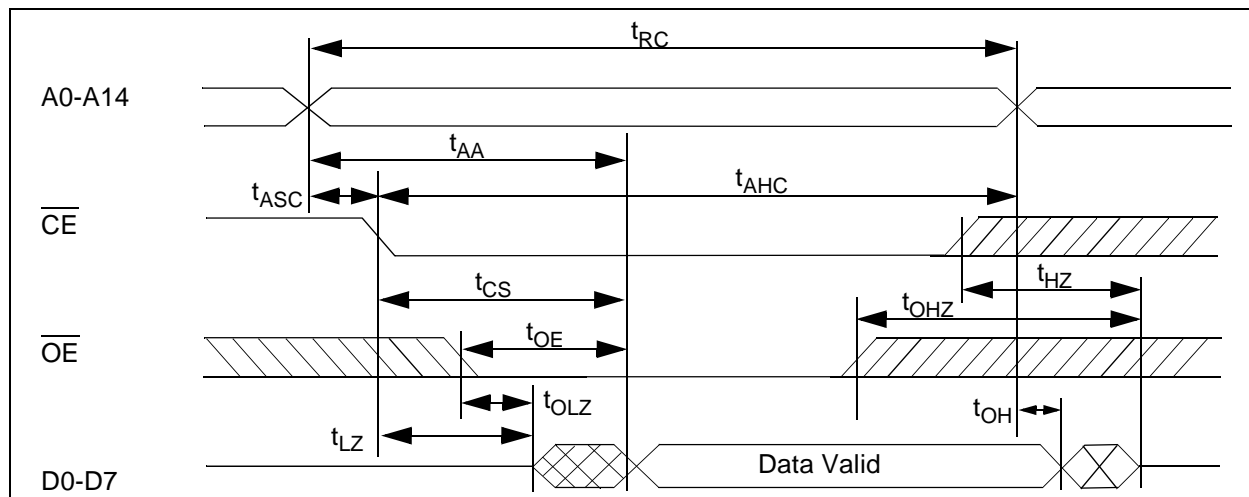 tRC
A0-A14
tAA
tASC
tAHC
CE
tCS
tHZ
tOHZ
OE
tOE
tOLZ
tOH
tLZ
Data Valid
D0-D7